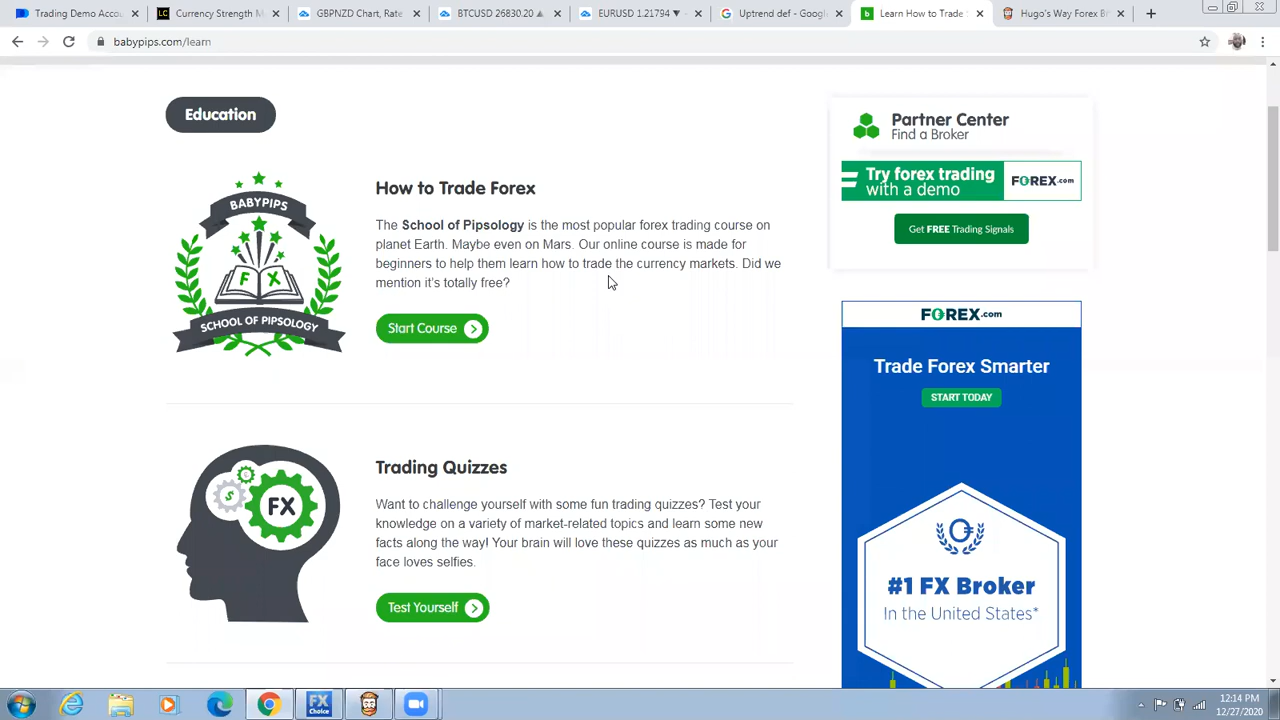 Trading Demo Accou
Currency Strength M
GBPNZD Chart, Rate
BTCUSD 26920.20 ▲
EURUSD 1.21794 ▼
Uptrend def - Google
Learn How to Trade
Hugo's Way Forex B
babypips.com/learn
Education
BABYPIPS
F X
SCHOOL OF PIPSOLOGY
How to Trade Forex
The School of Pipsology is the most popular forex trading course on
planet Earth. Maybe even on Mars. Our online course is made for
beginners to help them learn how to trade the currency markets. Did we
mention it's totally free?
Start Course
Partner Center
Find a Broker
Try forex trading
with a demo
FOREX.com
Get FREE Trading Signals
FOREX.com
Trade Forex Smarter
START TODAY
#1 FX Broker
In the United States*
$ FX
Trading Quizzes
Want to challenge yourself with some fun trading quizzes? Test your
knowledge on a variety of market-related topics and learn some new
facts along the way! Your brain will love these quizzes as much as your
face loves selfies.
Test Yourself
FX
Choice
12:14 PM
12/27/2020